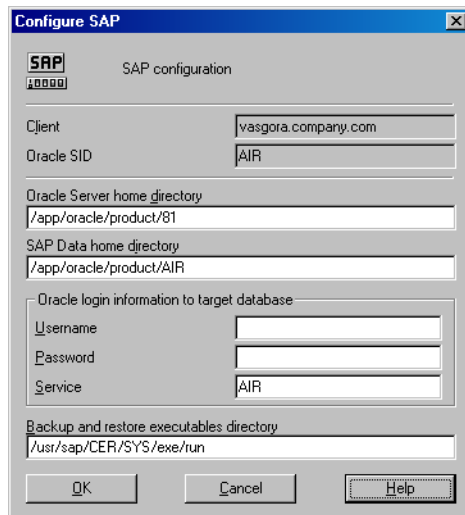 Configure SAP
SAP
SAP configuration
Client vasgora.company.com
Oracle SID AIR
Oracle Server home directory
/app/oracle/product/81
SAP Data home directory
/app/oracle/product/AIR
Oracle login information to target database
Username
Password
Service AIR
Backup and restore executables directory
/usr/sap/CER/SYS/exe/run
OK Cancel Help